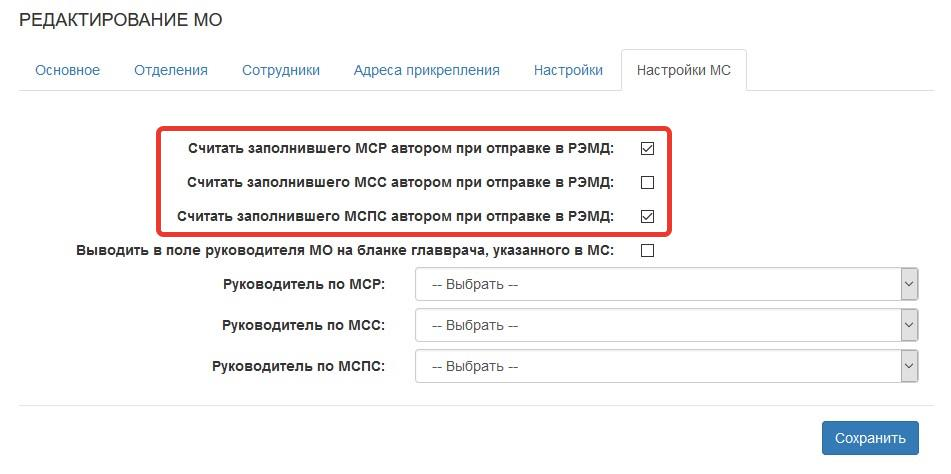 РЕДАКТИРОВАНИЕ МО
Основное Отделения Сотрудники Адреса прикрепления Настройки Настройки МС
Считать заполнившего МСР автором при отправке в РЭМД:
Считать заполнившего МСС автором при отправке в РЭМД:
Считать заполнившего МСПС автором при отправке в РЭМД:
Выводить в поле руководителя МО на бланке главврача, указанного в МС:
Руководитель по МСР: -- Выбрать --
Руководитель по МСС: -- Выбрать --
Руководитель по МСПС: -- Выбрать --
Сохранить